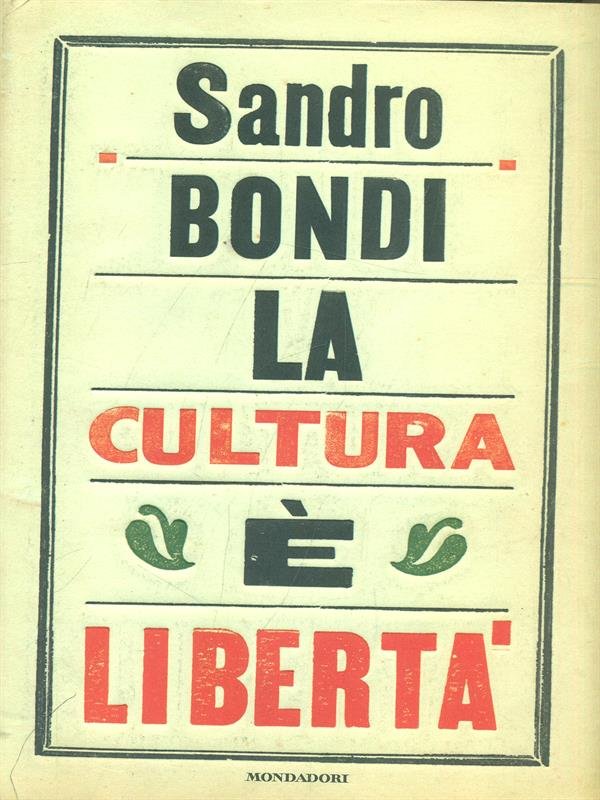 Sandro
BONDI
LA
CULTURA
È
LIBERTA'
MONDADORI